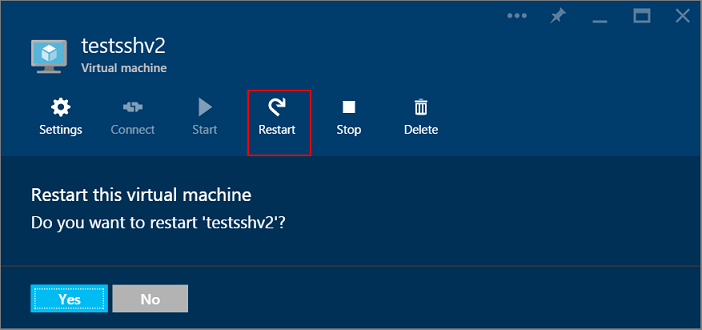 testsshv2
Virtual machine
Settings Connect Start Restart Stop Delete
Restart this virtual machine
Do you want to restart 'testsshv2'?
Yes No